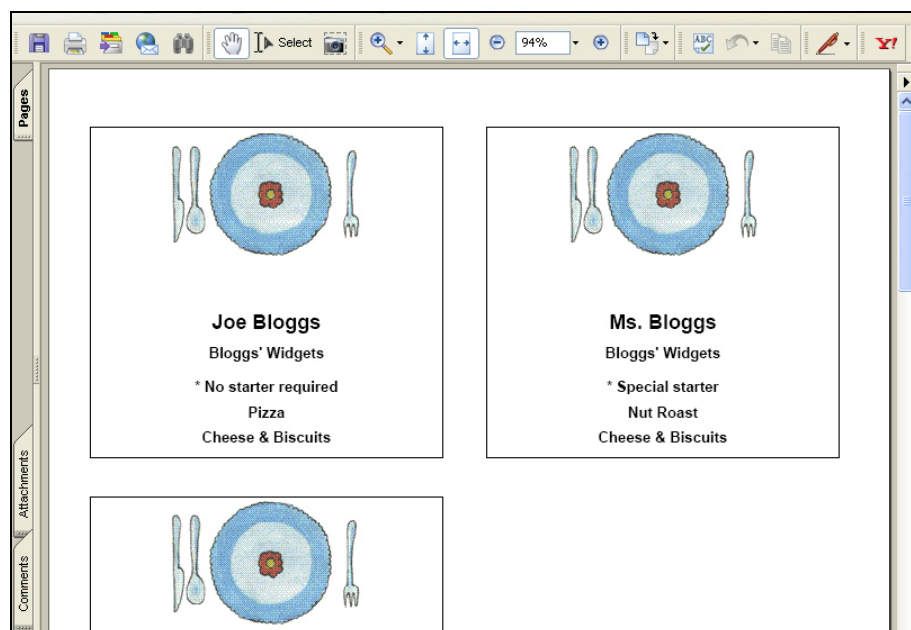 Select
94%
ABC
Y!
Pages
Joe Bloggs
Bloggs' Widgets
* No starter required
Pizza
Cheese & Biscuits
Ms. Bloggs
Bloggs' Widgets
* Special starter
Nut Roast
Cheese & Biscuits
Attachments
Comments